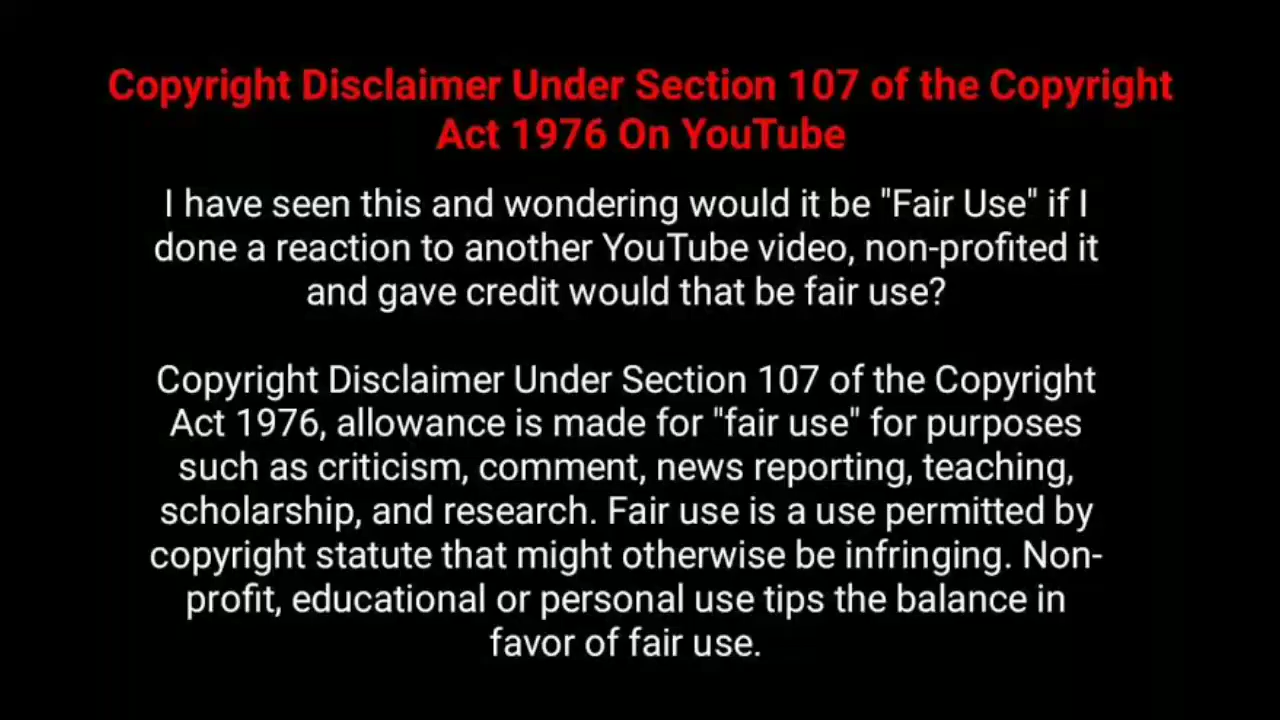 Copyright Disclaimer Under Section 107 of the Copyright
Act 1976 On YouTube
I have seen this and wondering would it be "Fair Use" if I
done a reaction to another YouTube video, non-profited it
and gave credit would that be fair use?
Copyright Disclaimer Under Section 107 of the Copyright
Act 1976, allowance is made for "fair use" for purposes
such as criticism, comment, news reporting, teaching,
scholarship, and research. Fair use is a use permitted by
copyright statute that might otherwise be infringing. Non-
profit, educational or personal use tips the balance in
favor of fair use.